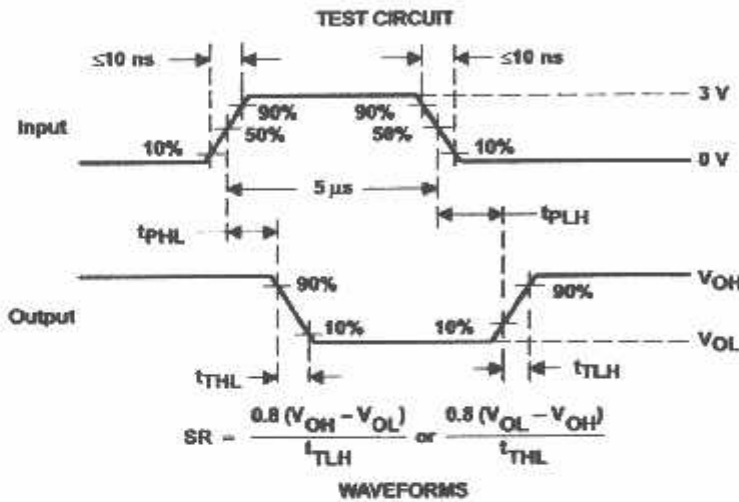 TEST CIRCUIT
≤10 ns
≤10 ns
3 V
90%
90%
Input
50%
50%
10%
10%
0 V
5 µs
tPLH
tPHL
VOH
90%
90%
Output
10%
10%
VOL
tTHL
tTLH
SR = 0.8 (VOH – VOL) / tTLH or 0.8 (VOL – VOH) / tTHL
WAVEFORMS